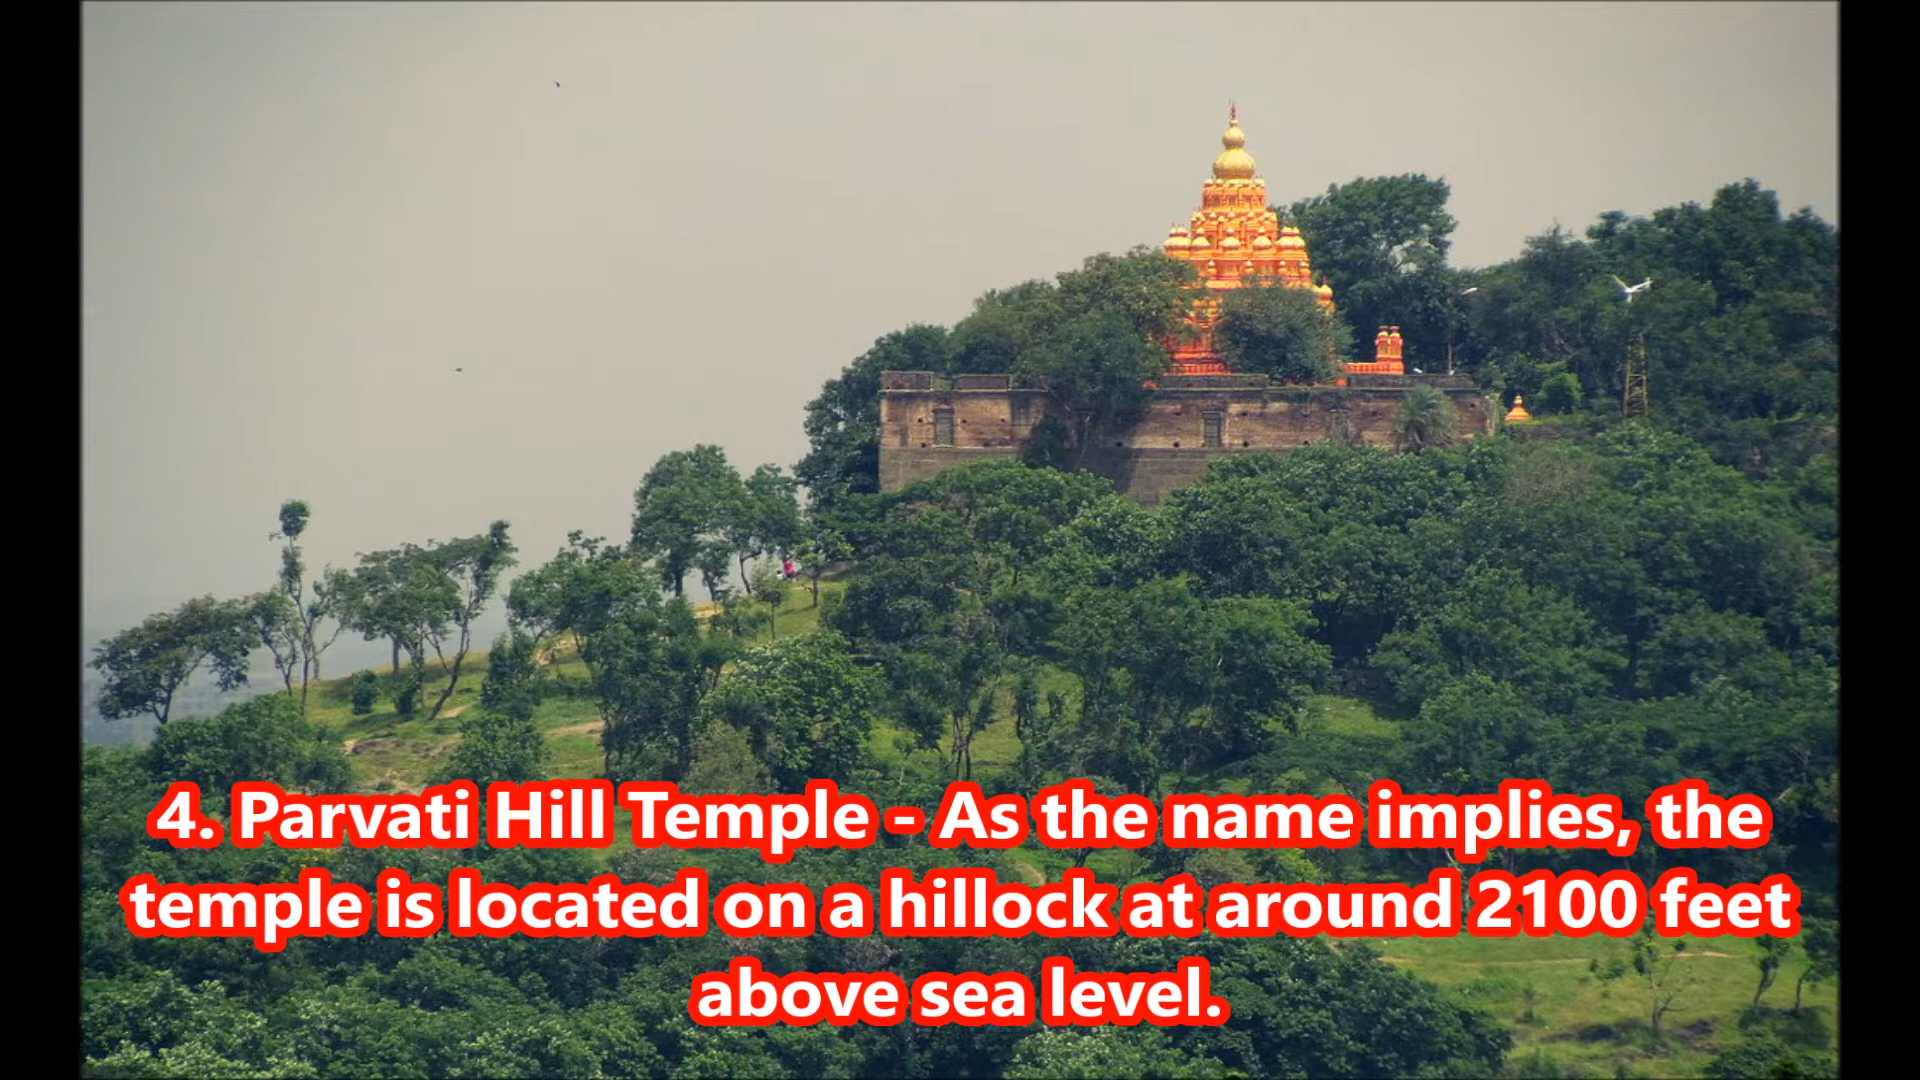 4. Parvati Hill Temple - As the name implies, the
temple is located on a hillock at around 2100 feet
above sea level.